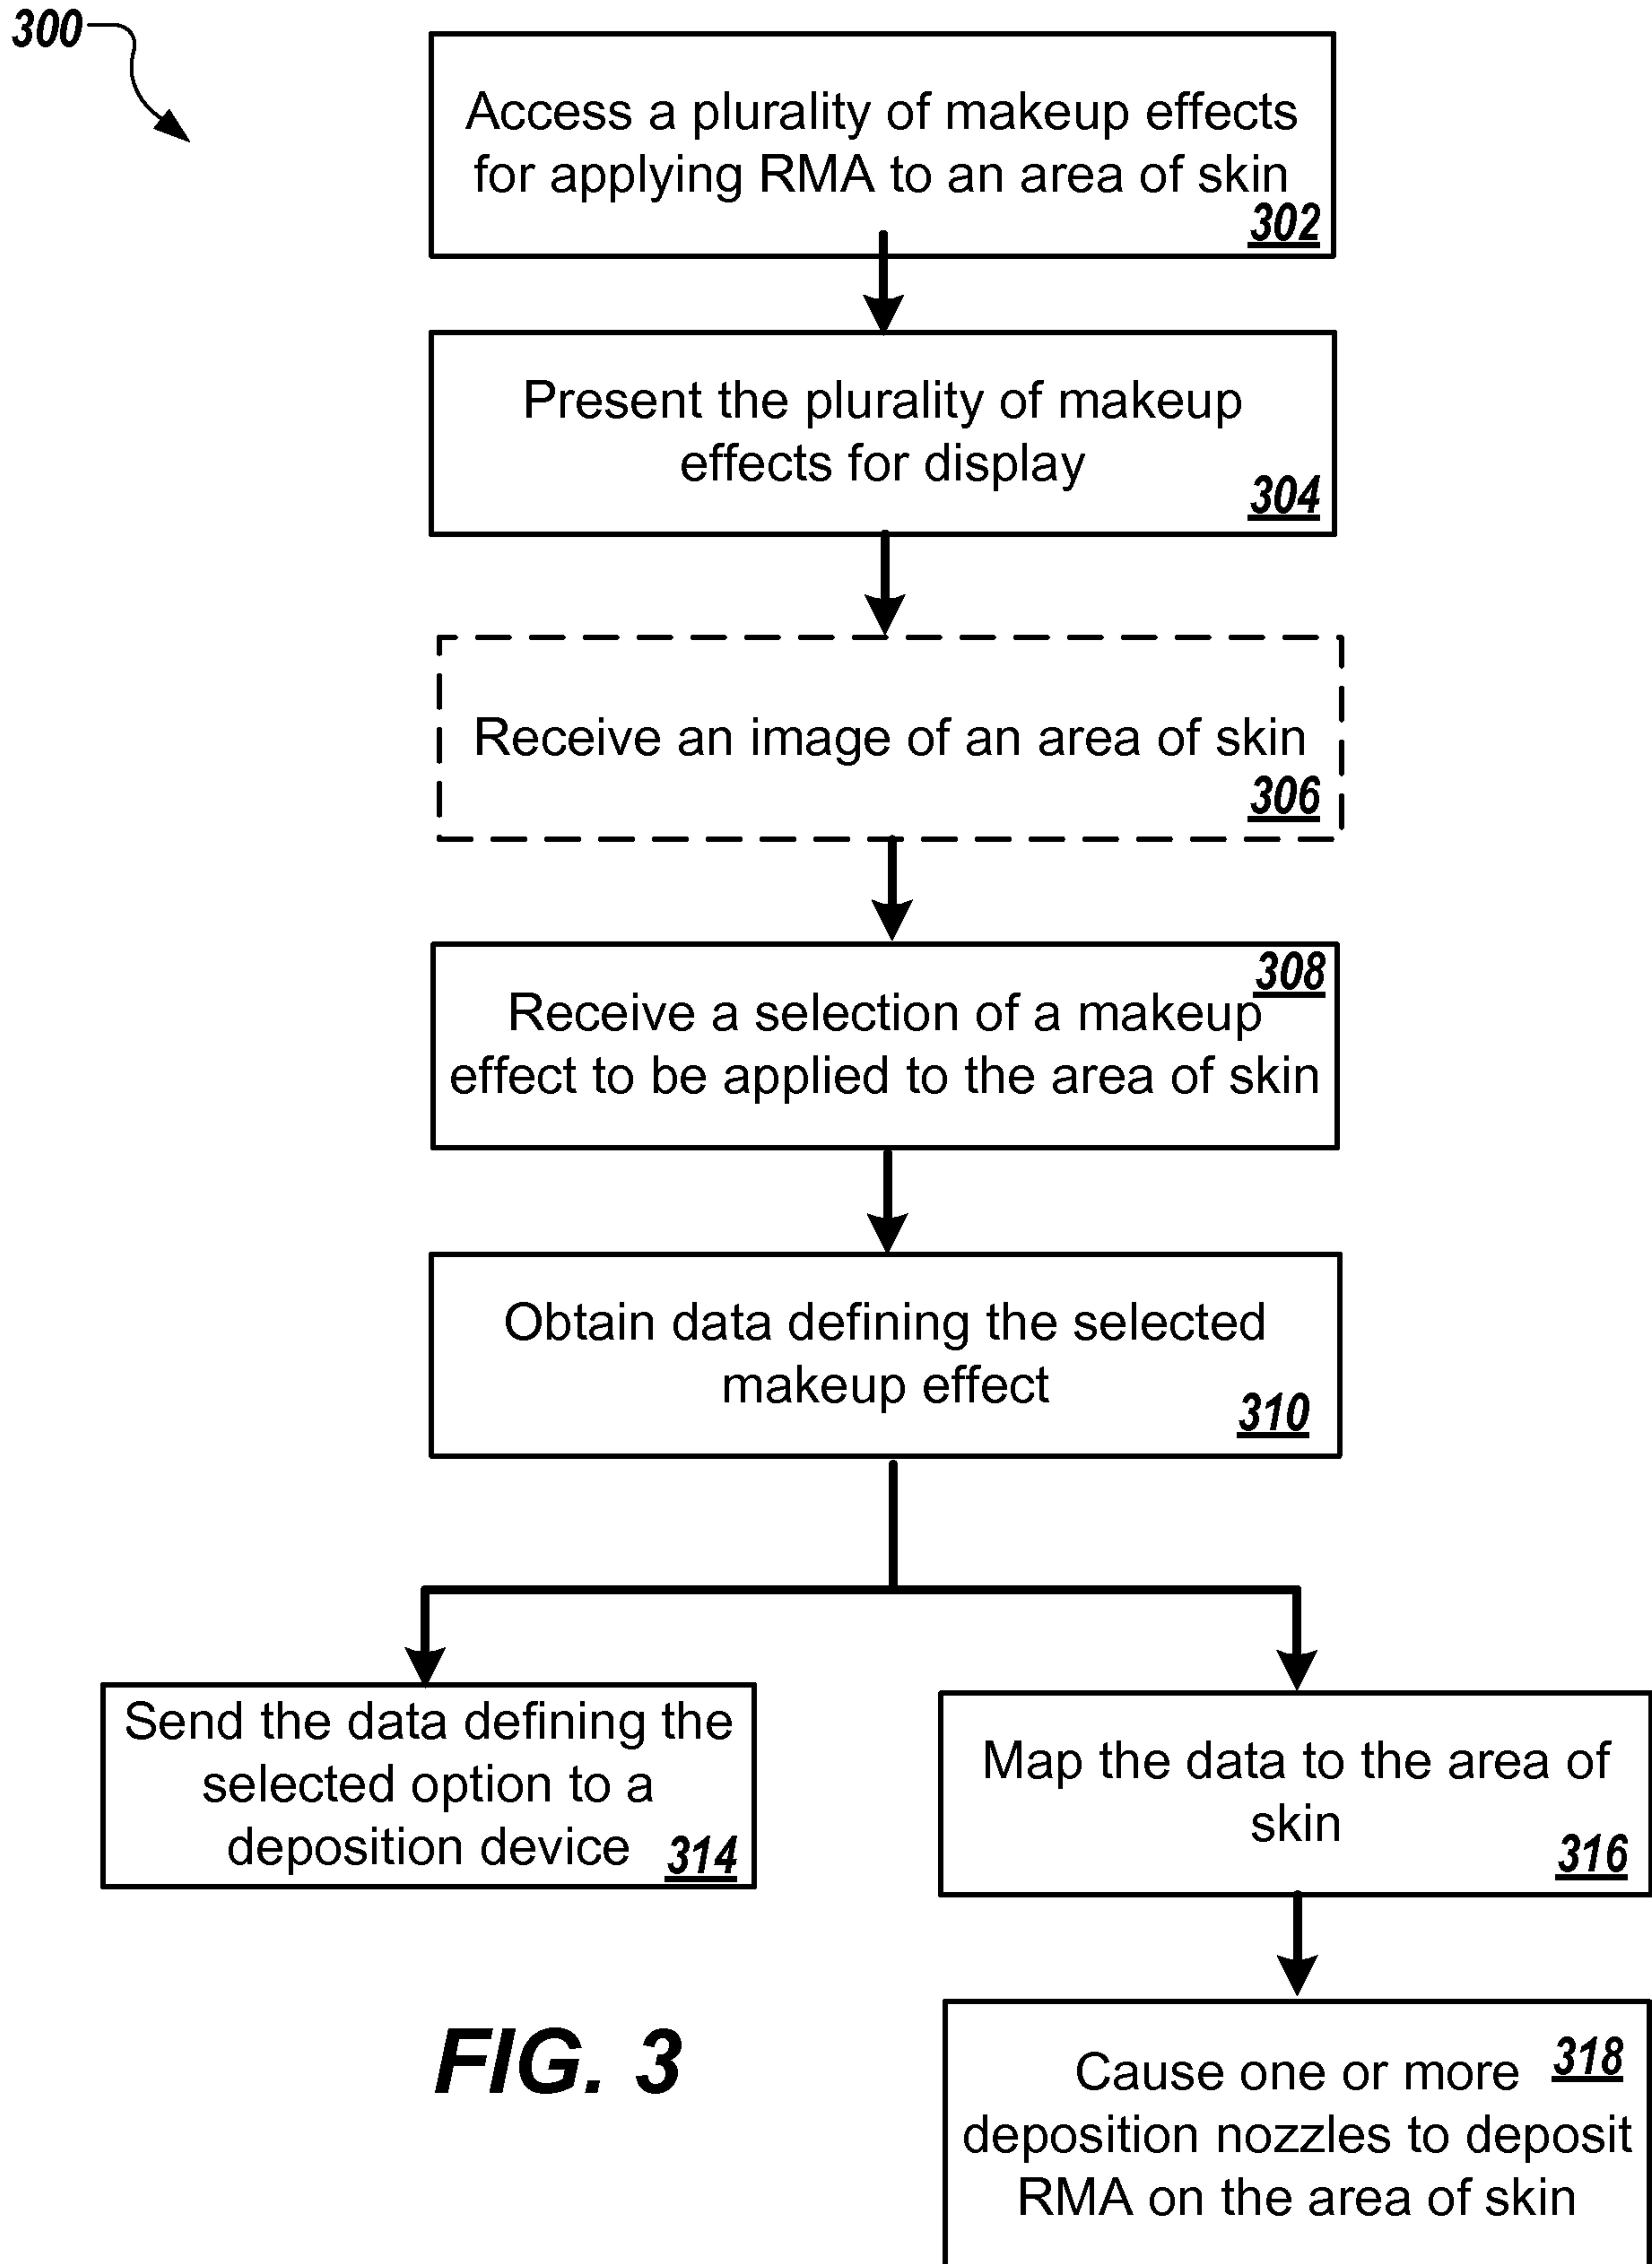 300
Access a plurality of makeup effects
for applying RMA to an area of skin
302
Present the plurality of makeup
effects for display
304
Receive an image of an area of skin
306
308
Receive a selection of a makeup
effect to be applied to the area of skin
Obtain data defining the selected
makeup effect
310
Send the data defining the
selected option to a
deposition device 314
Map the data to the area of
skin
316
Cause one or more 318
deposition nozzles to deposit
RMA on the area of skin
FIG. 3